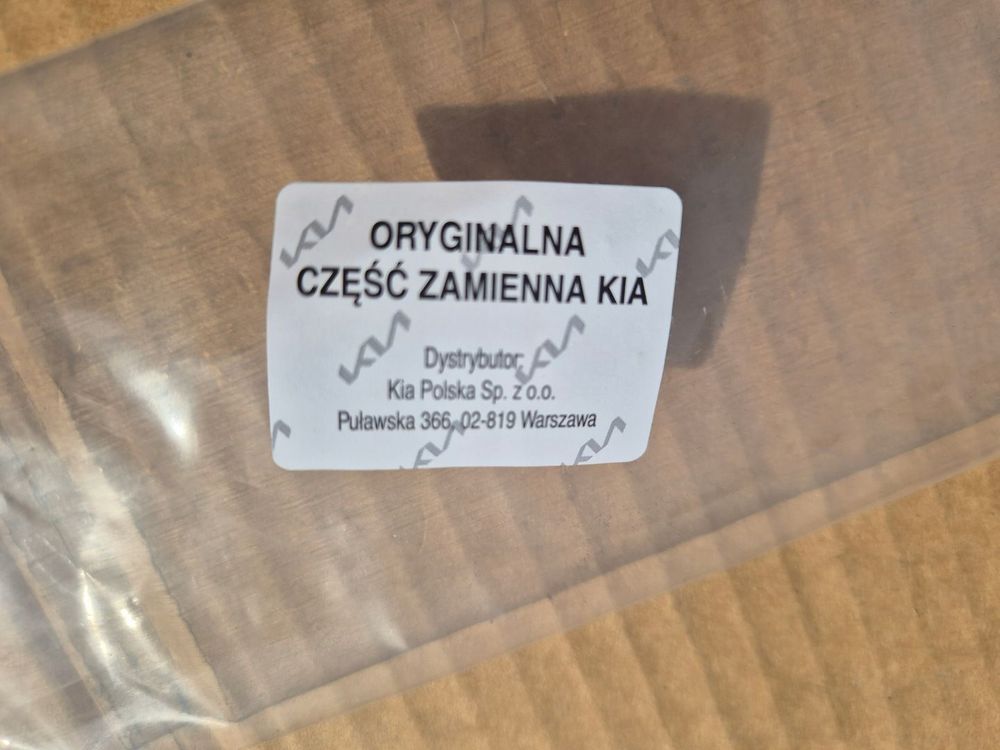 ORYGINALNA
CZĘŚĆ ZAMIENNA KIA
Dystrybutor:
Kia Polska Sp. z o.o.
Puławska 366, 02-819 Warszawa